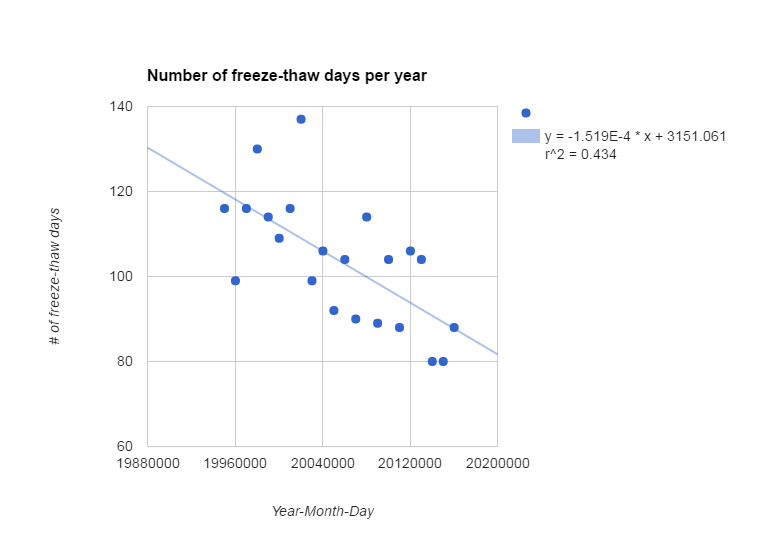 Number of freeze-thaw days per year
140
120
100
80
60
# of freeze-thaw days
19880000 19960000 20040000 20120000 20200000
Year-Month-Day
y = -1.519E-4 * x + 3151.061
r^2 = 0.434